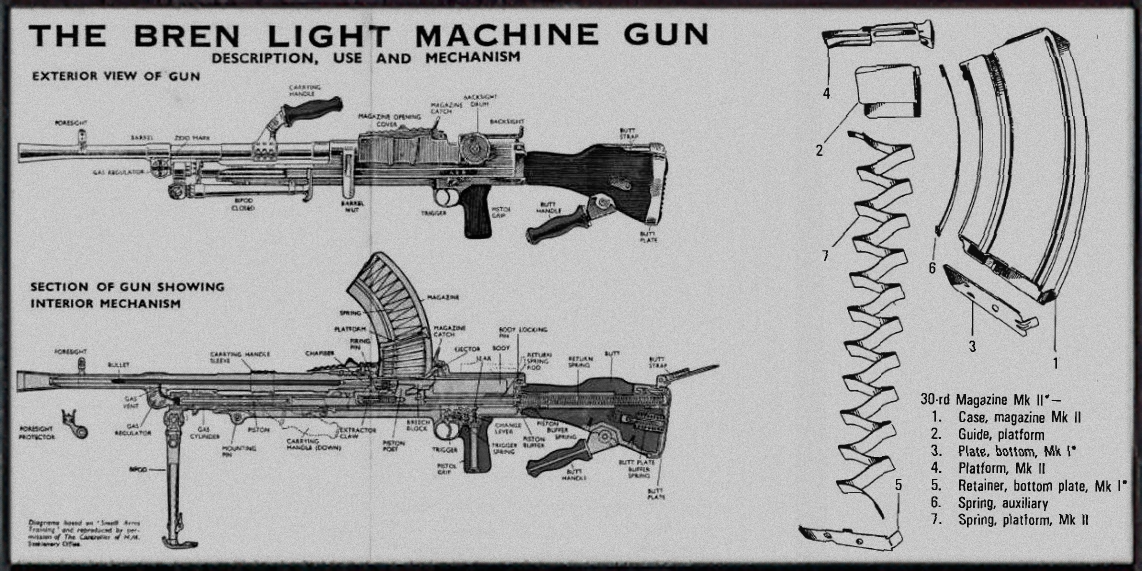 THE BREN LIGHT MACHINE GUN
DESCRIPTION, USE AND MECHANISM
EXTERIOR VIEW OF GUN
CARRYING
HANDLE
FORESIGHT
BARREL
ZERO MARK
MAGAZINE OPENING
COVER
MAGAZINE
CATCH
BACKSIGHT
DRUM
BACKSIGHT
BUTT
STRAP
GAS REGULATOR
BIPOD
CLOSED
BARREL
NUT
TRIGGER
PISTOL
GRIP
BUTT
HANDLE
BUTT
PLATE
SECTION OF GUN SHOWING
INTERIOR MECHANISM
MAGAZINE
SPRING
PLATFORM
FIRING
PIN
MAGAZINE
CATCH
BODY LOCKING
PIN
FORESIGHT
BULLET
CARRYING HANDLE
SLEEVE
CHAMBER
EJECTOR
SEAR
BODY
RETURN
SPRING
ROD
RETURN
SPRING
BUTT
BUTT
STRAP
GAS
VENT
FORESIGHT
PROTECTOR
GAS
REGULATOR
GAS
CYLINDER
PISTON
MOUNTING
PIN
CARRYING
HANDLE (DOWN)
EXTRACTOR
CLAW
PISTON
POST
BREECH
BLOCK
TRIGGER
PISTOL
GRIP
TRIGGER
SPRING
CHANGE
LEVER
PISTON
BUFFER
PISTON
BUFFER
SPRING
BUTT
HANDLE
BUTT PLATE
BUFFER
SPRING
BUTT
PLATE
BIPOD
Diagrams based on "Small Arms
Training" and reproduced by per-
mission of The Controller of H.M.
Stationery Office.
4
2
7
6
3
1
5
30-rd Magazine Mk II*—
1. Case, magazine Mk II
2. Guide, platform
3. Plate, bottom, Mk I*
4. Platform, Mk II
5. Retainer, bottom plate, Mk I*
6. Spring, auxiliary
7. Spring, platform, Mk II